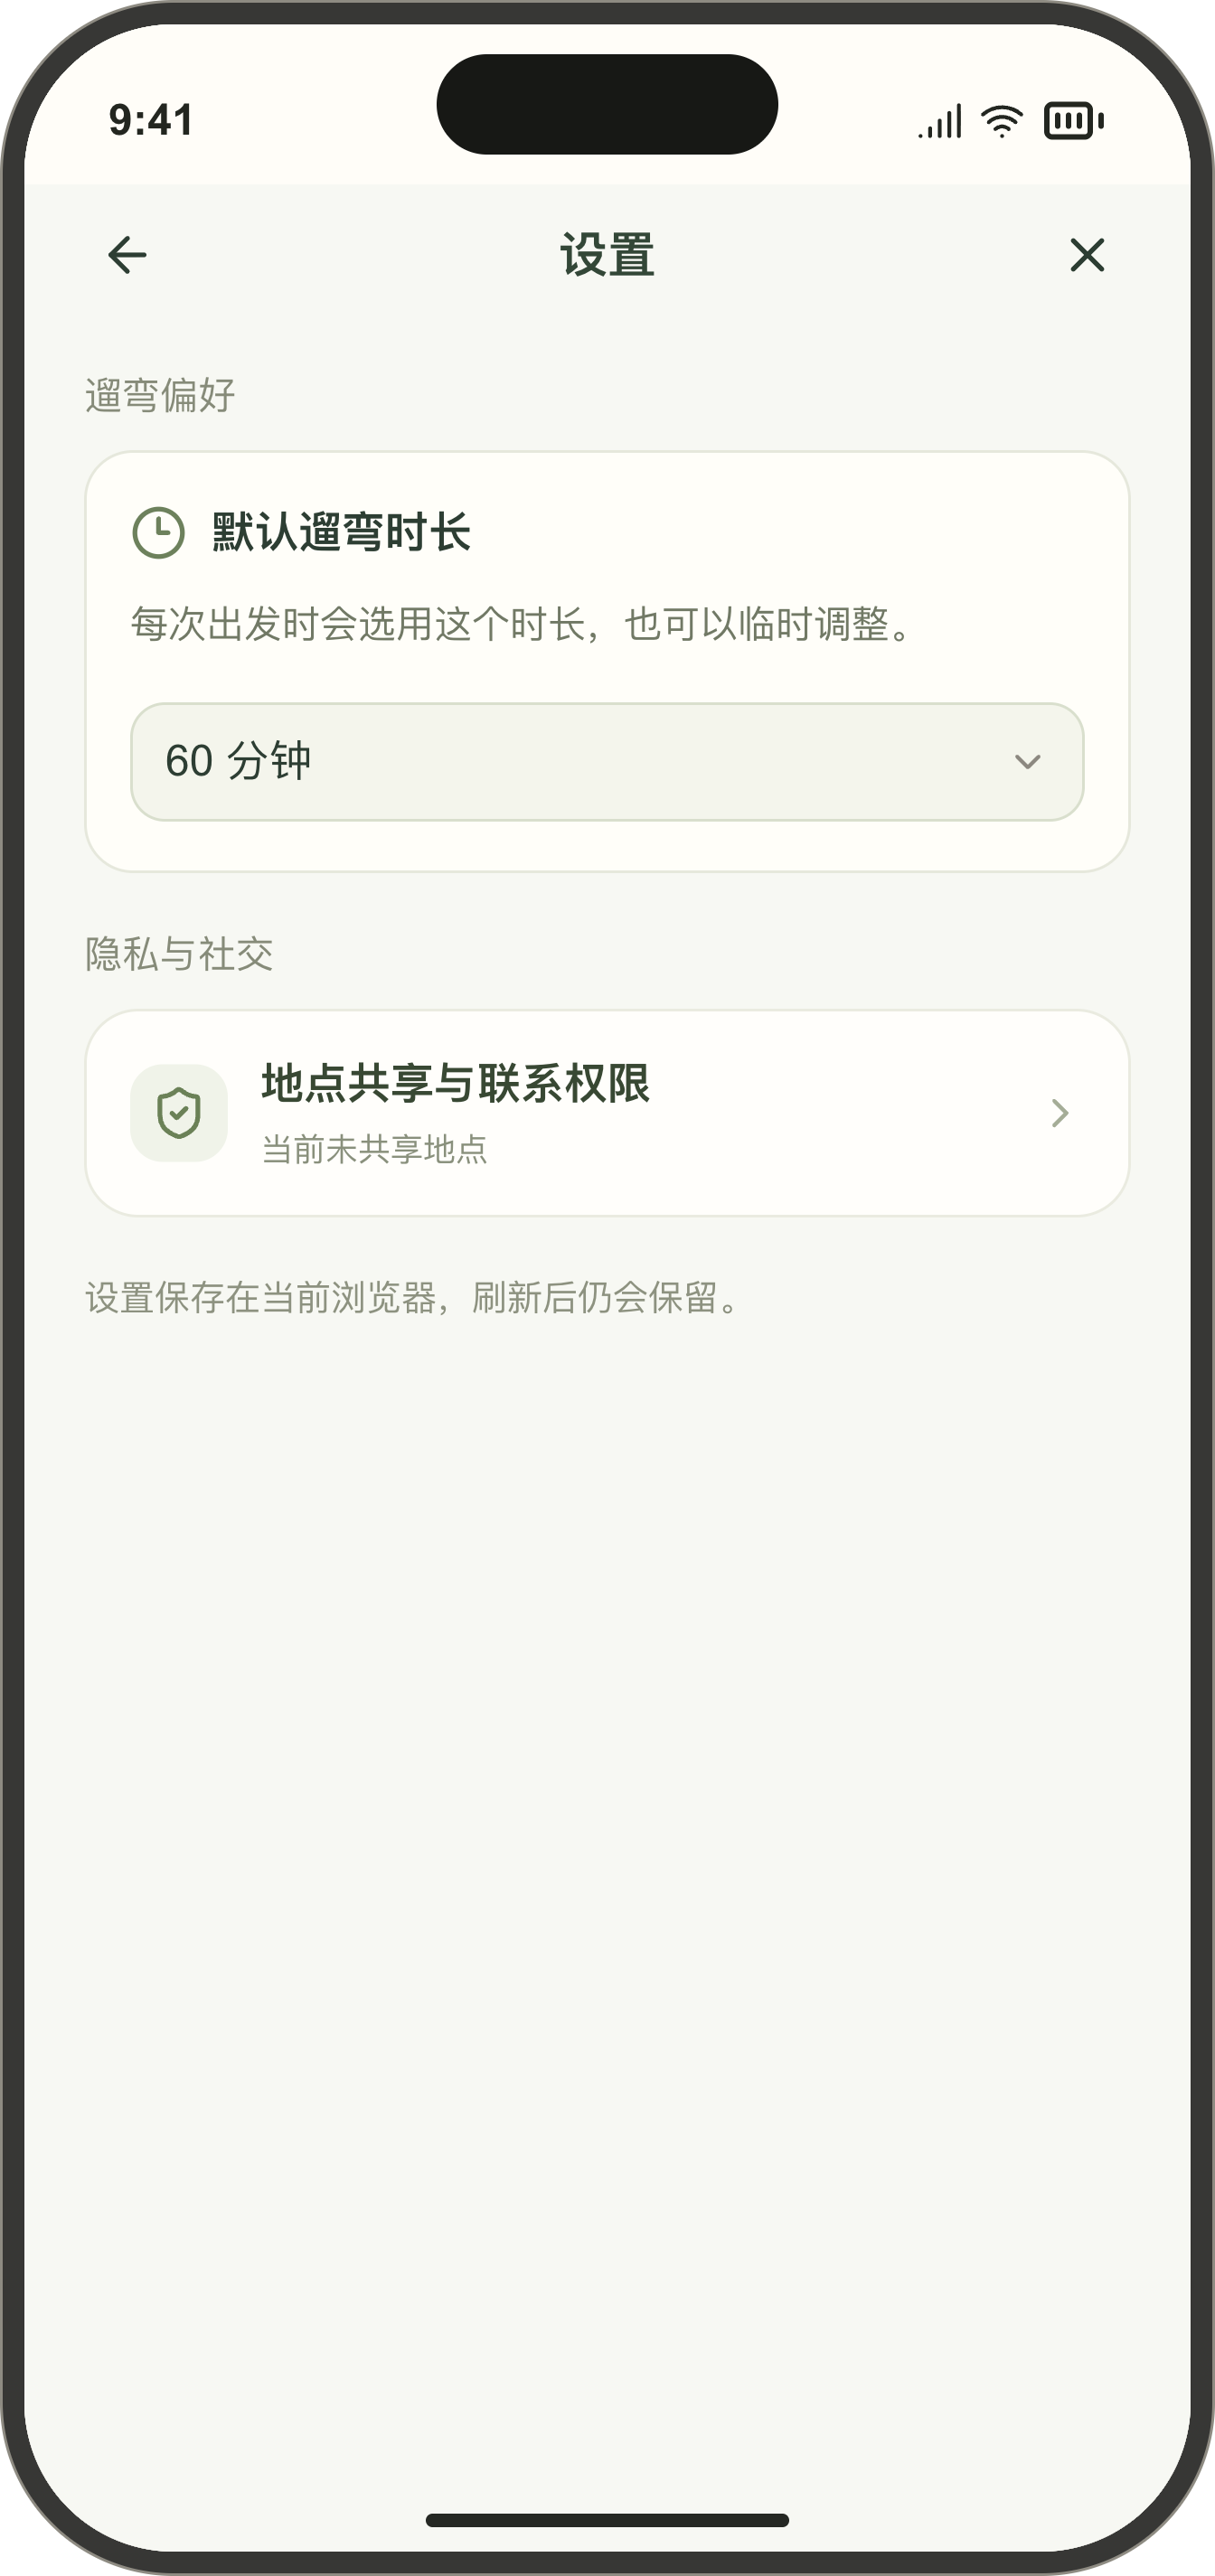 9:41
设置
遛弯偏好
默认遛弯时长
每次出发时会选用这个时长，也可以临时调整。
60 分钟
隐私与社交
地点共享与联系权限
当前未共享地点
设置保存在当前浏览器，刷新后仍会保留。